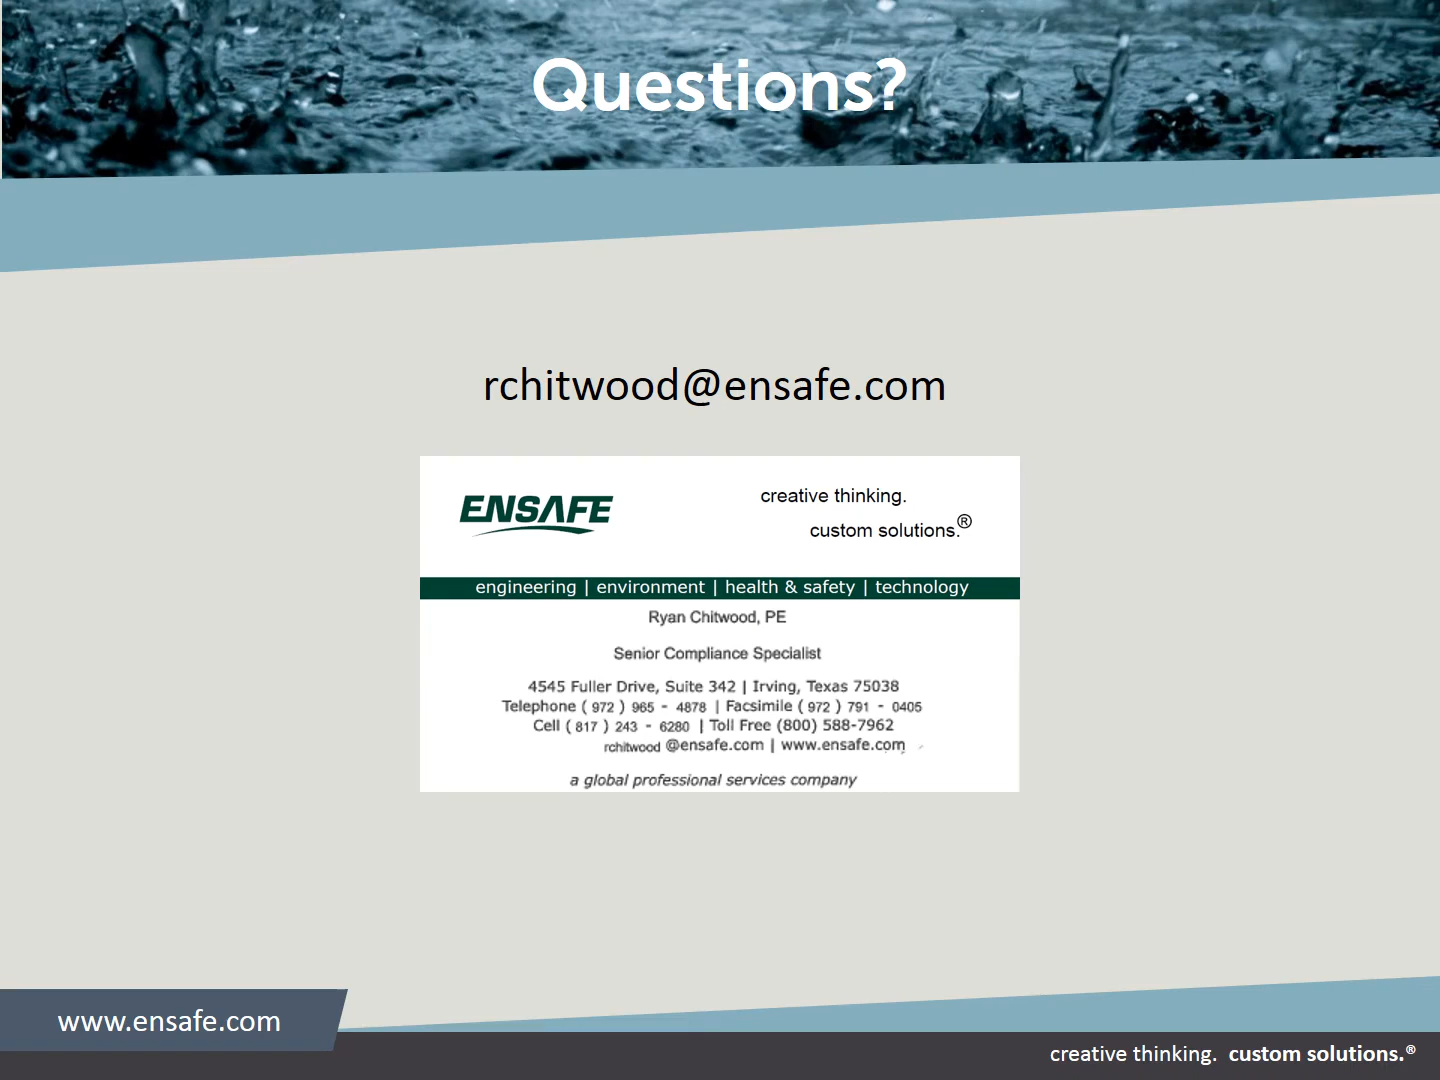 Questions?
rchitwood@ensafe.com
ENSAFE
creative thinking.
custom solutions.®
engineering | environment | health & safety | technology
Ryan Chitwood, PE
Senior Compliance Specialist
4545 Fuller Drive, Suite 342 | Irving, Texas 75038
Telephone ( 972 ) 965 - 4878 | Facsimile ( 972 ) 791 - 0405
Cell ( 817 ) 243 - 6280 | Toll Free (800) 588-7962
rchitwood @ensafe.com | www.ensafe.com
a global professional services company
www.ensafe.com
creative thinking. custom solutions.®